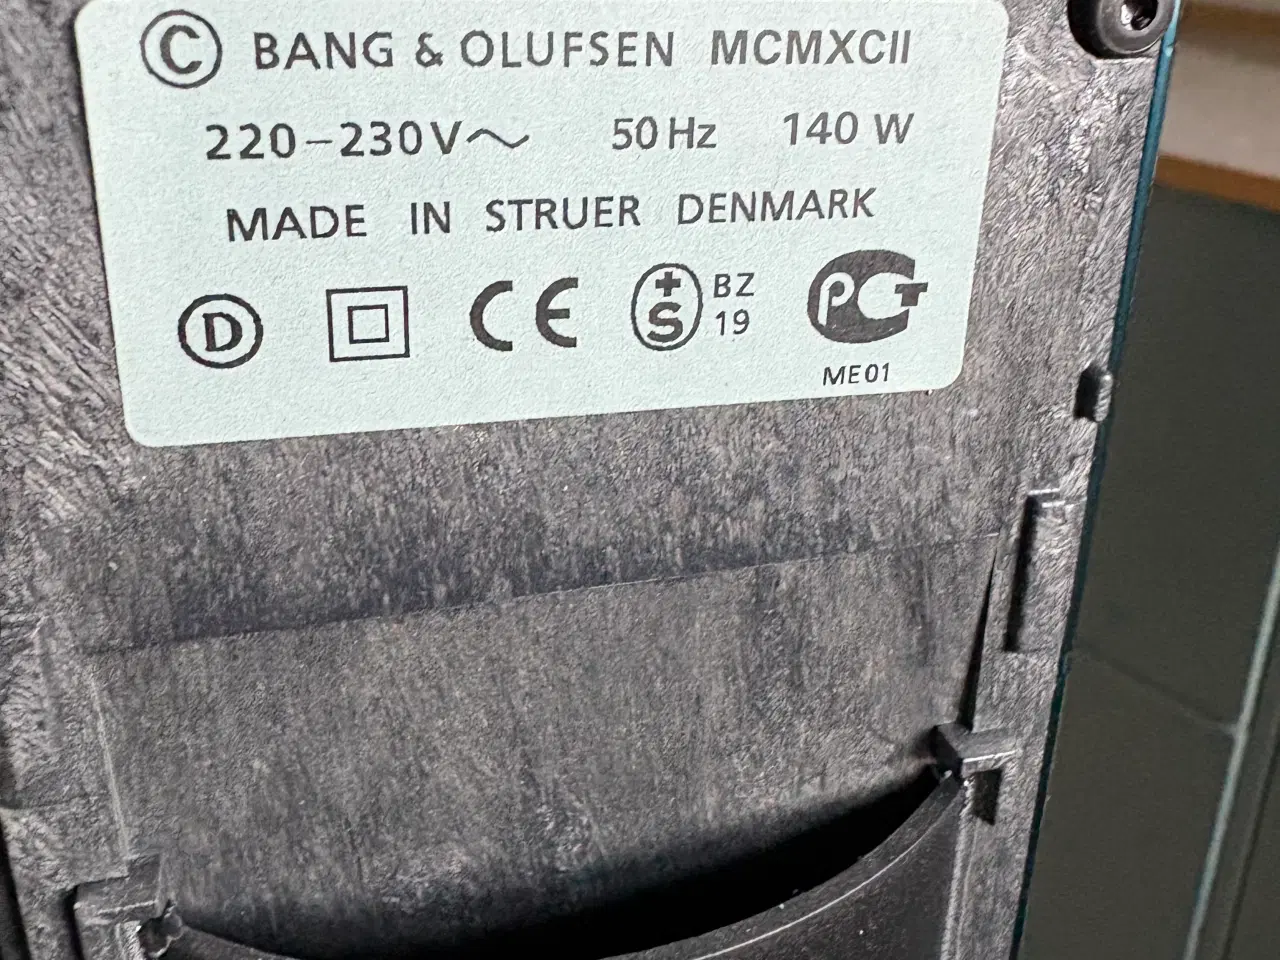 © BANG & OLUFSEN MCMXCII
220–230V~ 50Hz 140 W
MADE IN STRUER DENMARK
D CE +S BZ 19 PCT
ME01